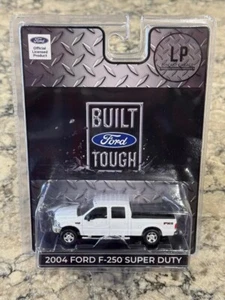 Ford
Official
Licensed
Product
LP
BUILT
Ford
TOUGH
2004 FORD F-250 SUPER DUTY